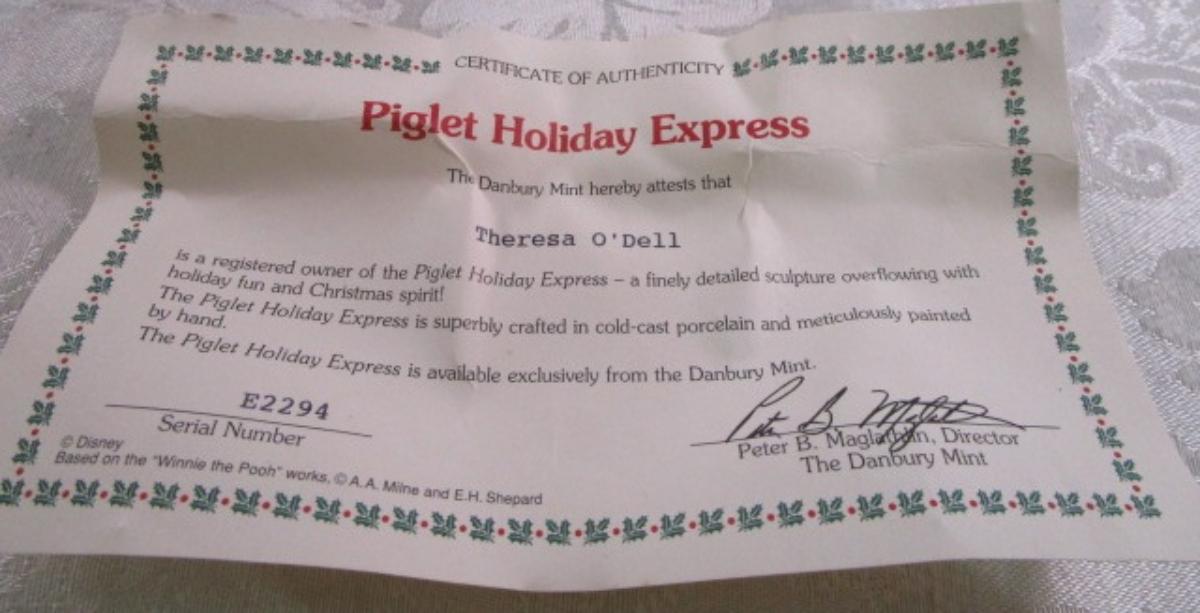 CERTIFICATE OF AUTHENTICITY
Piglet Holiday Express
The Danbury Mint hereby attests that
Theresa O'Dell
is a registered owner of the Piglet Holiday Express – a finely detailed sculpture overflowing with
holiday fun and Christmas spirit!
The Piglet Holiday Express is superbly crafted in cold-cast porcelain and meticulously painted
by hand.
The Piglet Holiday Express is available exclusively from the Danbury Mint.
E2294
Serial Number
Peter B. Maglathlin, Director
The Danbury Mint
© Disney
Based on the "Winnie the Pooh" works, © A.A. Milne and E.H. Shepard